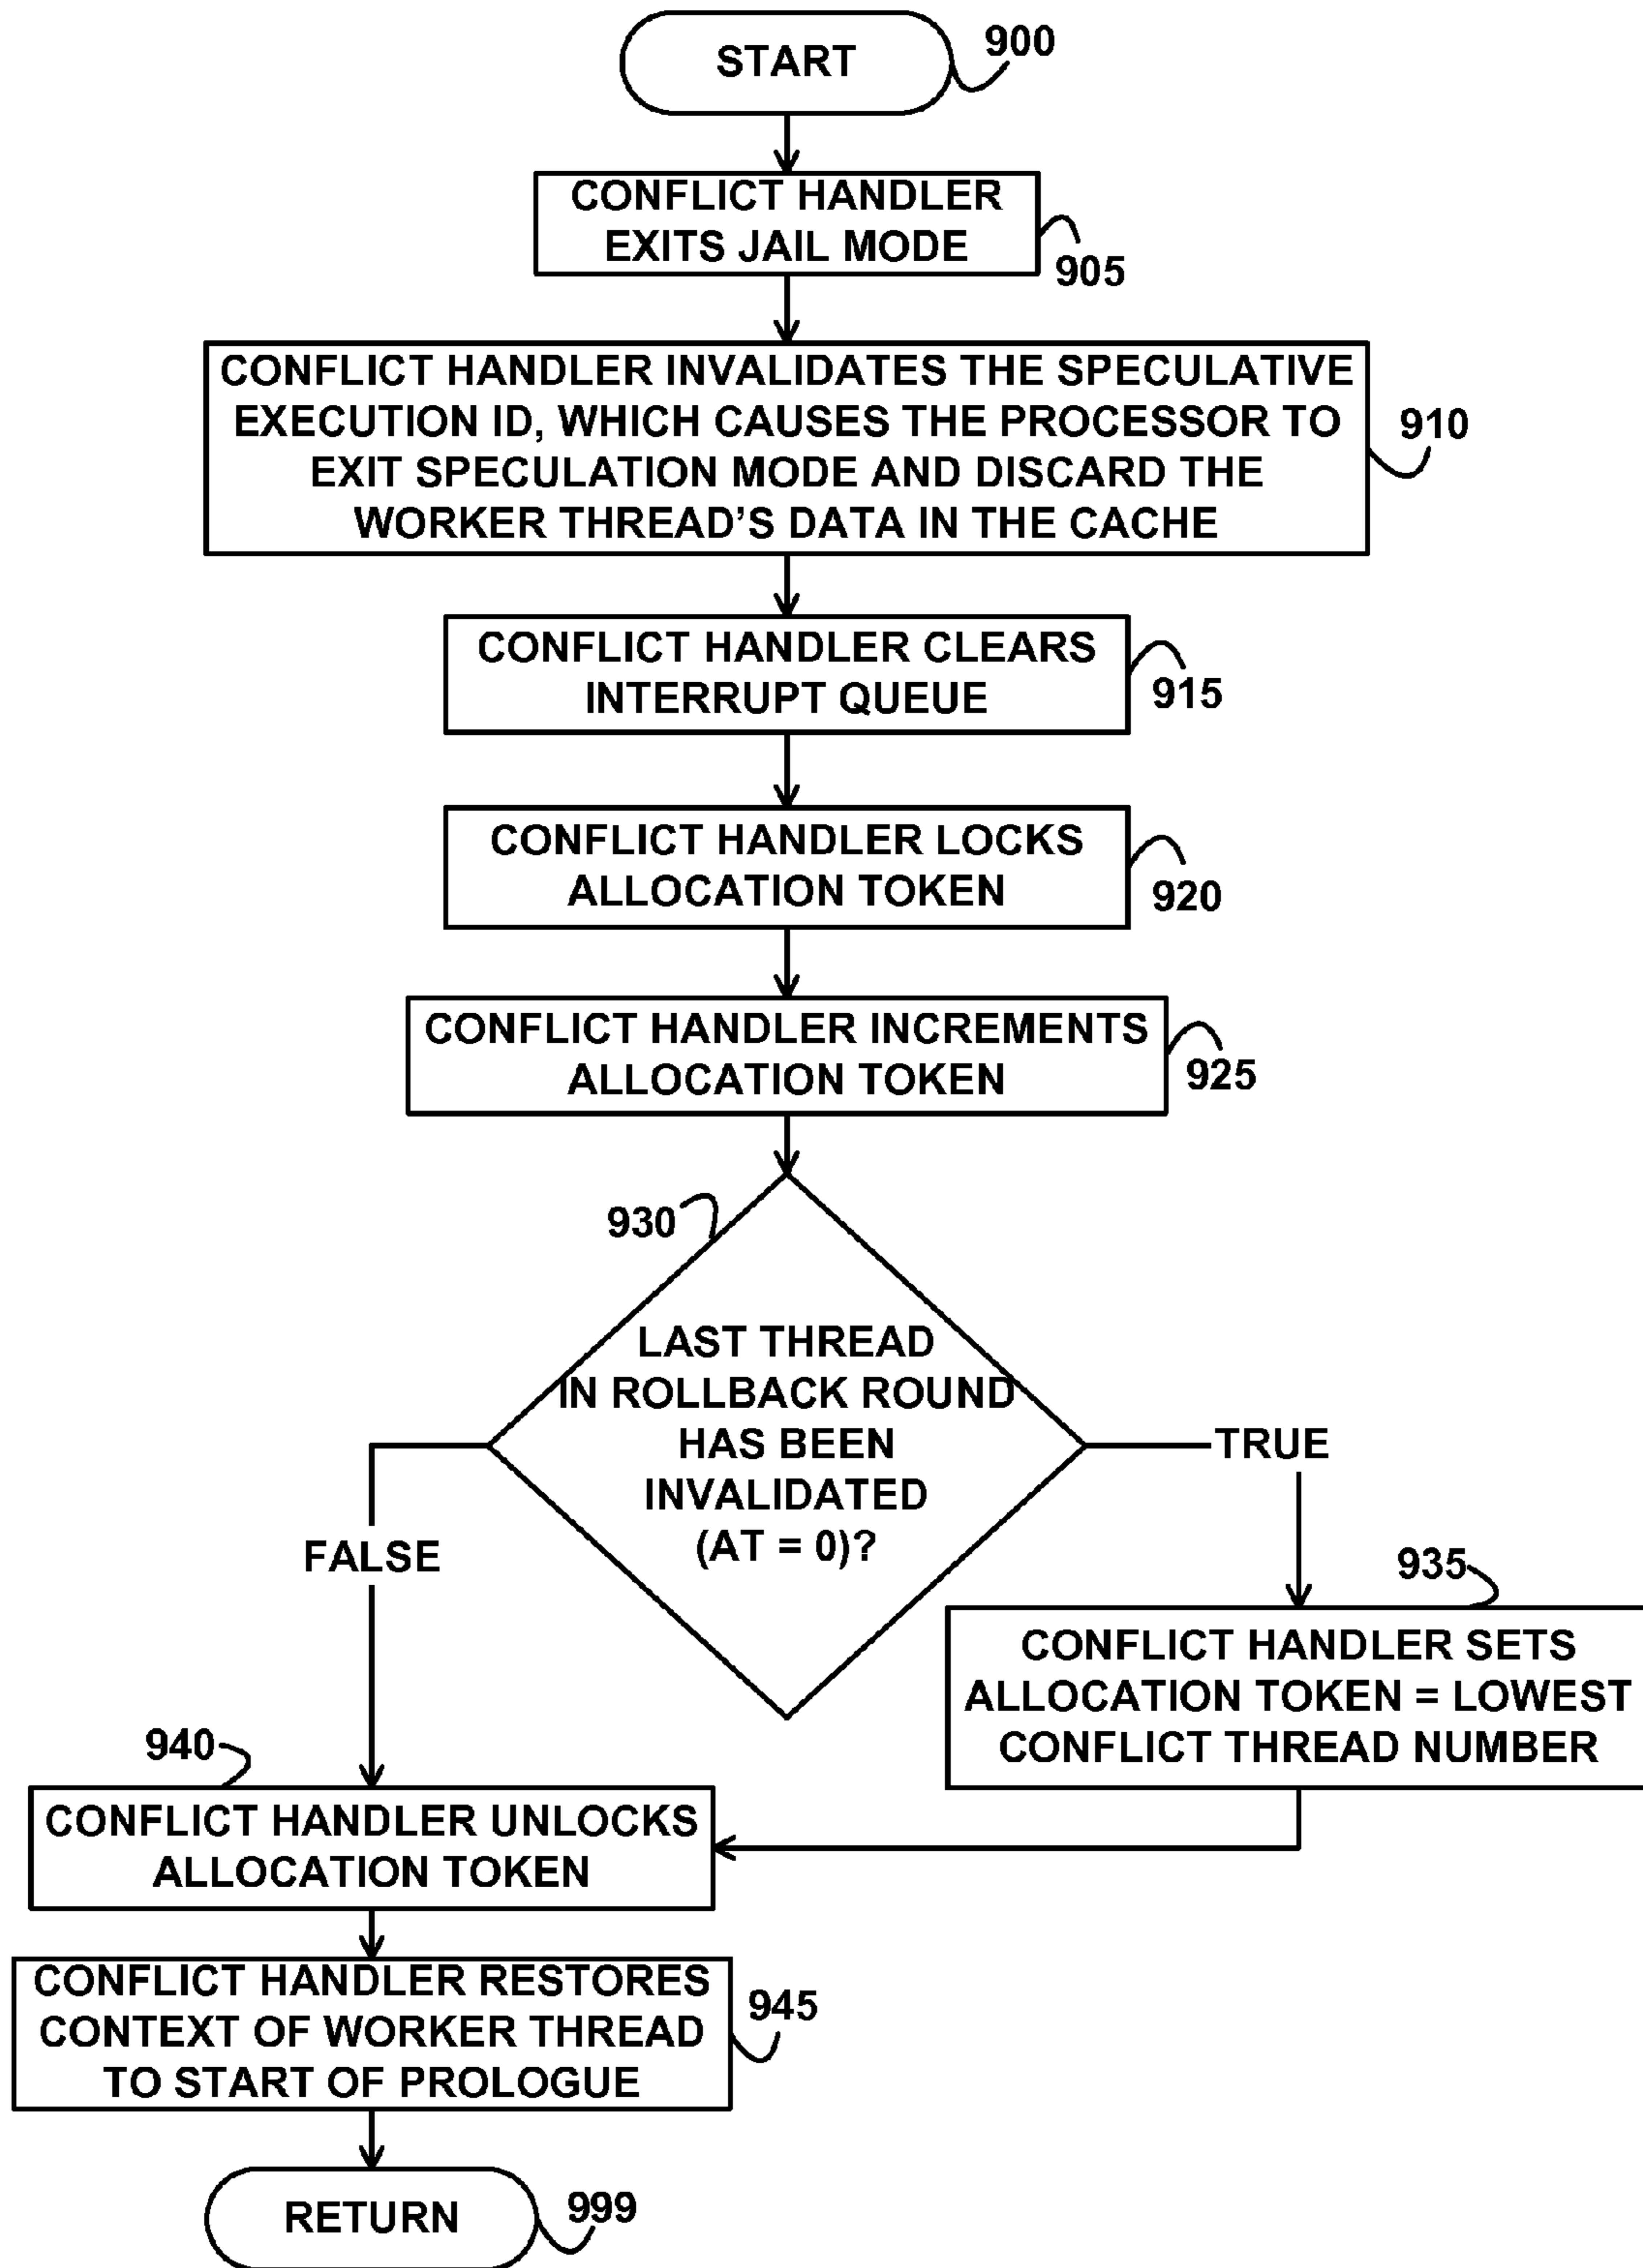 START
900
CONFLICT HANDLER
EXITS JAIL MODE
905
CONFLICT HANDLER INVALIDATES THE SPECULATIVE
EXECUTION ID, WHICH CAUSES THE PROCESSOR TO
EXIT SPECULATION MODE AND DISCARD THE
WORKER THREAD'S DATA IN THE CACHE
910
CONFLICT HANDLER CLEARS
INTERRUPT QUEUE
915
CONFLICT HANDLER LOCKS
ALLOCATION TOKEN
920
CONFLICT HANDLER INCREMENTS
ALLOCATION TOKEN
925
930
LAST THREAD
IN ROLLBACK ROUND
HAS BEEN
INVALIDATED
(AT = 0)?
TRUE
FALSE
935
CONFLICT HANDLER SETS
ALLOCATION TOKEN = LOWEST
CONFLICT THREAD NUMBER
940
CONFLICT HANDLER UNLOCKS
ALLOCATION TOKEN
CONFLICT HANDLER RESTORES
CONTEXT OF WORKER THREAD
TO START OF PROLOGUE
945
RETURN
999